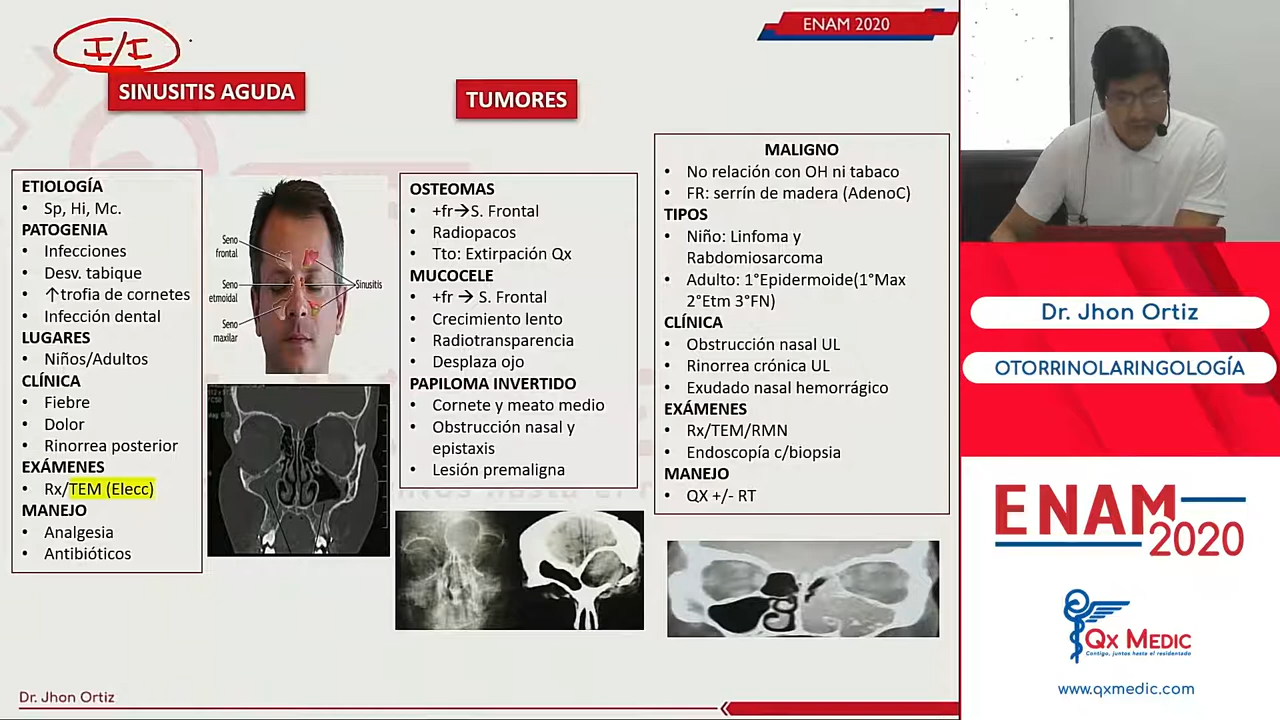 I/I
ENAM 2020
SINUSITIS AGUDA
TUMORES
ETIOLOGÍA
• Sp, Hi, Mc.
PATOGENIA
• Infecciones
• Desv. tabique
• ↑trofia de cornetes
• Infección dental
LUGARES
• Niños/Adultos
CLÍNICA
• Fiebre
• Dolor
• Rinorrea posterior
EXÁMENES
• Rx/TEM (Elecc)
MANEJO
• Analgesia
• Antibióticos
Seno
frontal
Seno
etmoidal
Seno
maxilar
Sinusitis
OSTEOMAS
• +fr→S. Frontal
• Radiopacos
• Tto: Extirpación Qx
MUCOCELE
• +fr → S. Frontal
• Crecimiento lento
• Radiotransparencia
• Desplaza ojo
PAPILOMA INVERTIDO
• Cornete y meato medio
• Obstrucción nasal y
epistaxis
• Lesión premaligna
MALIGNO
• No relación con OH ni tabaco
• FR: serrín de madera (AdenoC)
TIPOS
• Niño: Linfoma y
Rabdomiosarcoma
• Adulto: 1°Epidermoide(1°Max
2°Etm 3°FN)
CLÍNICA
• Obstrucción nasal UL
• Rinorrea crónica UL
• Exudado nasal hemorrágico
EXÁMENES
• Rx/TEM/RMN
• Endoscopía c/biopsia
MANEJO
• QX +/- RT
Dr. Jhon Ortiz
Dr. Jhon Ortiz
OTORRINOLARINGOLOGÍA
ENAM
2020
Qx MEDIC
Contigo, juntos hasta el residentado
www.qxmedic.com